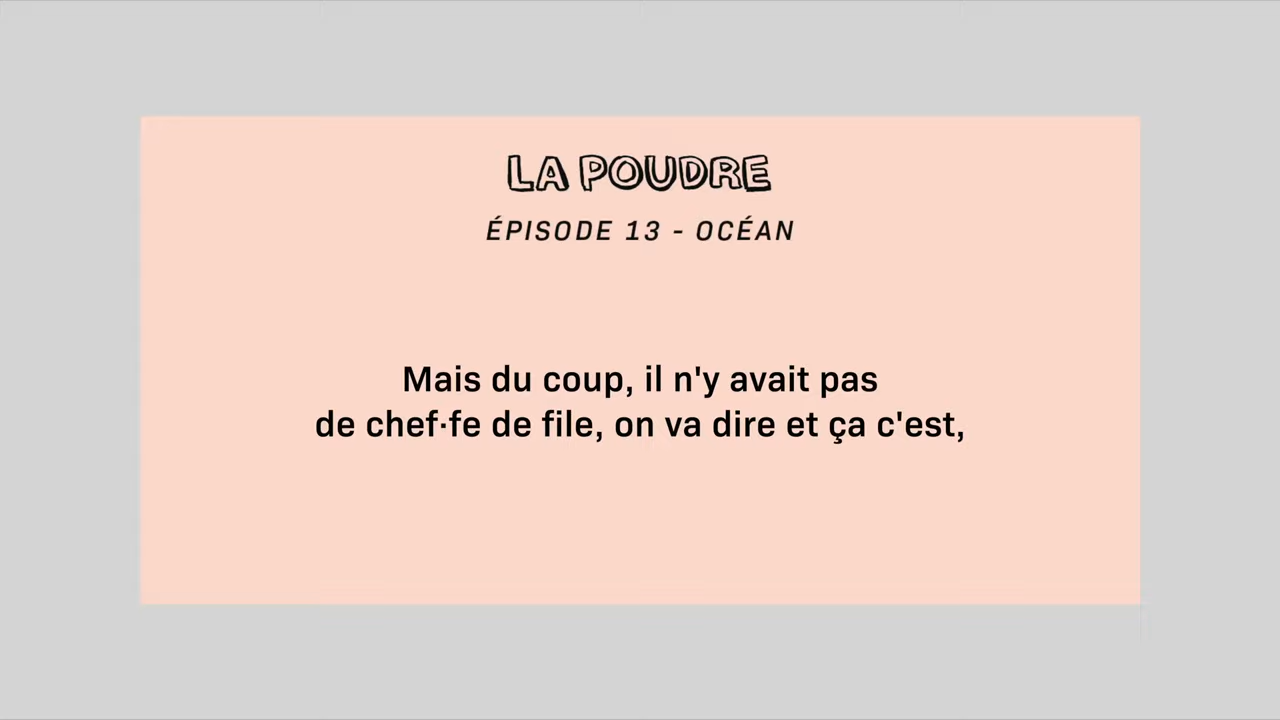 LA POUDRE
ÉPISODE 13 - OCÉAN
Mais du coup, il n'y avait pas
de chef·fe de file, on va dire et ça c'est,